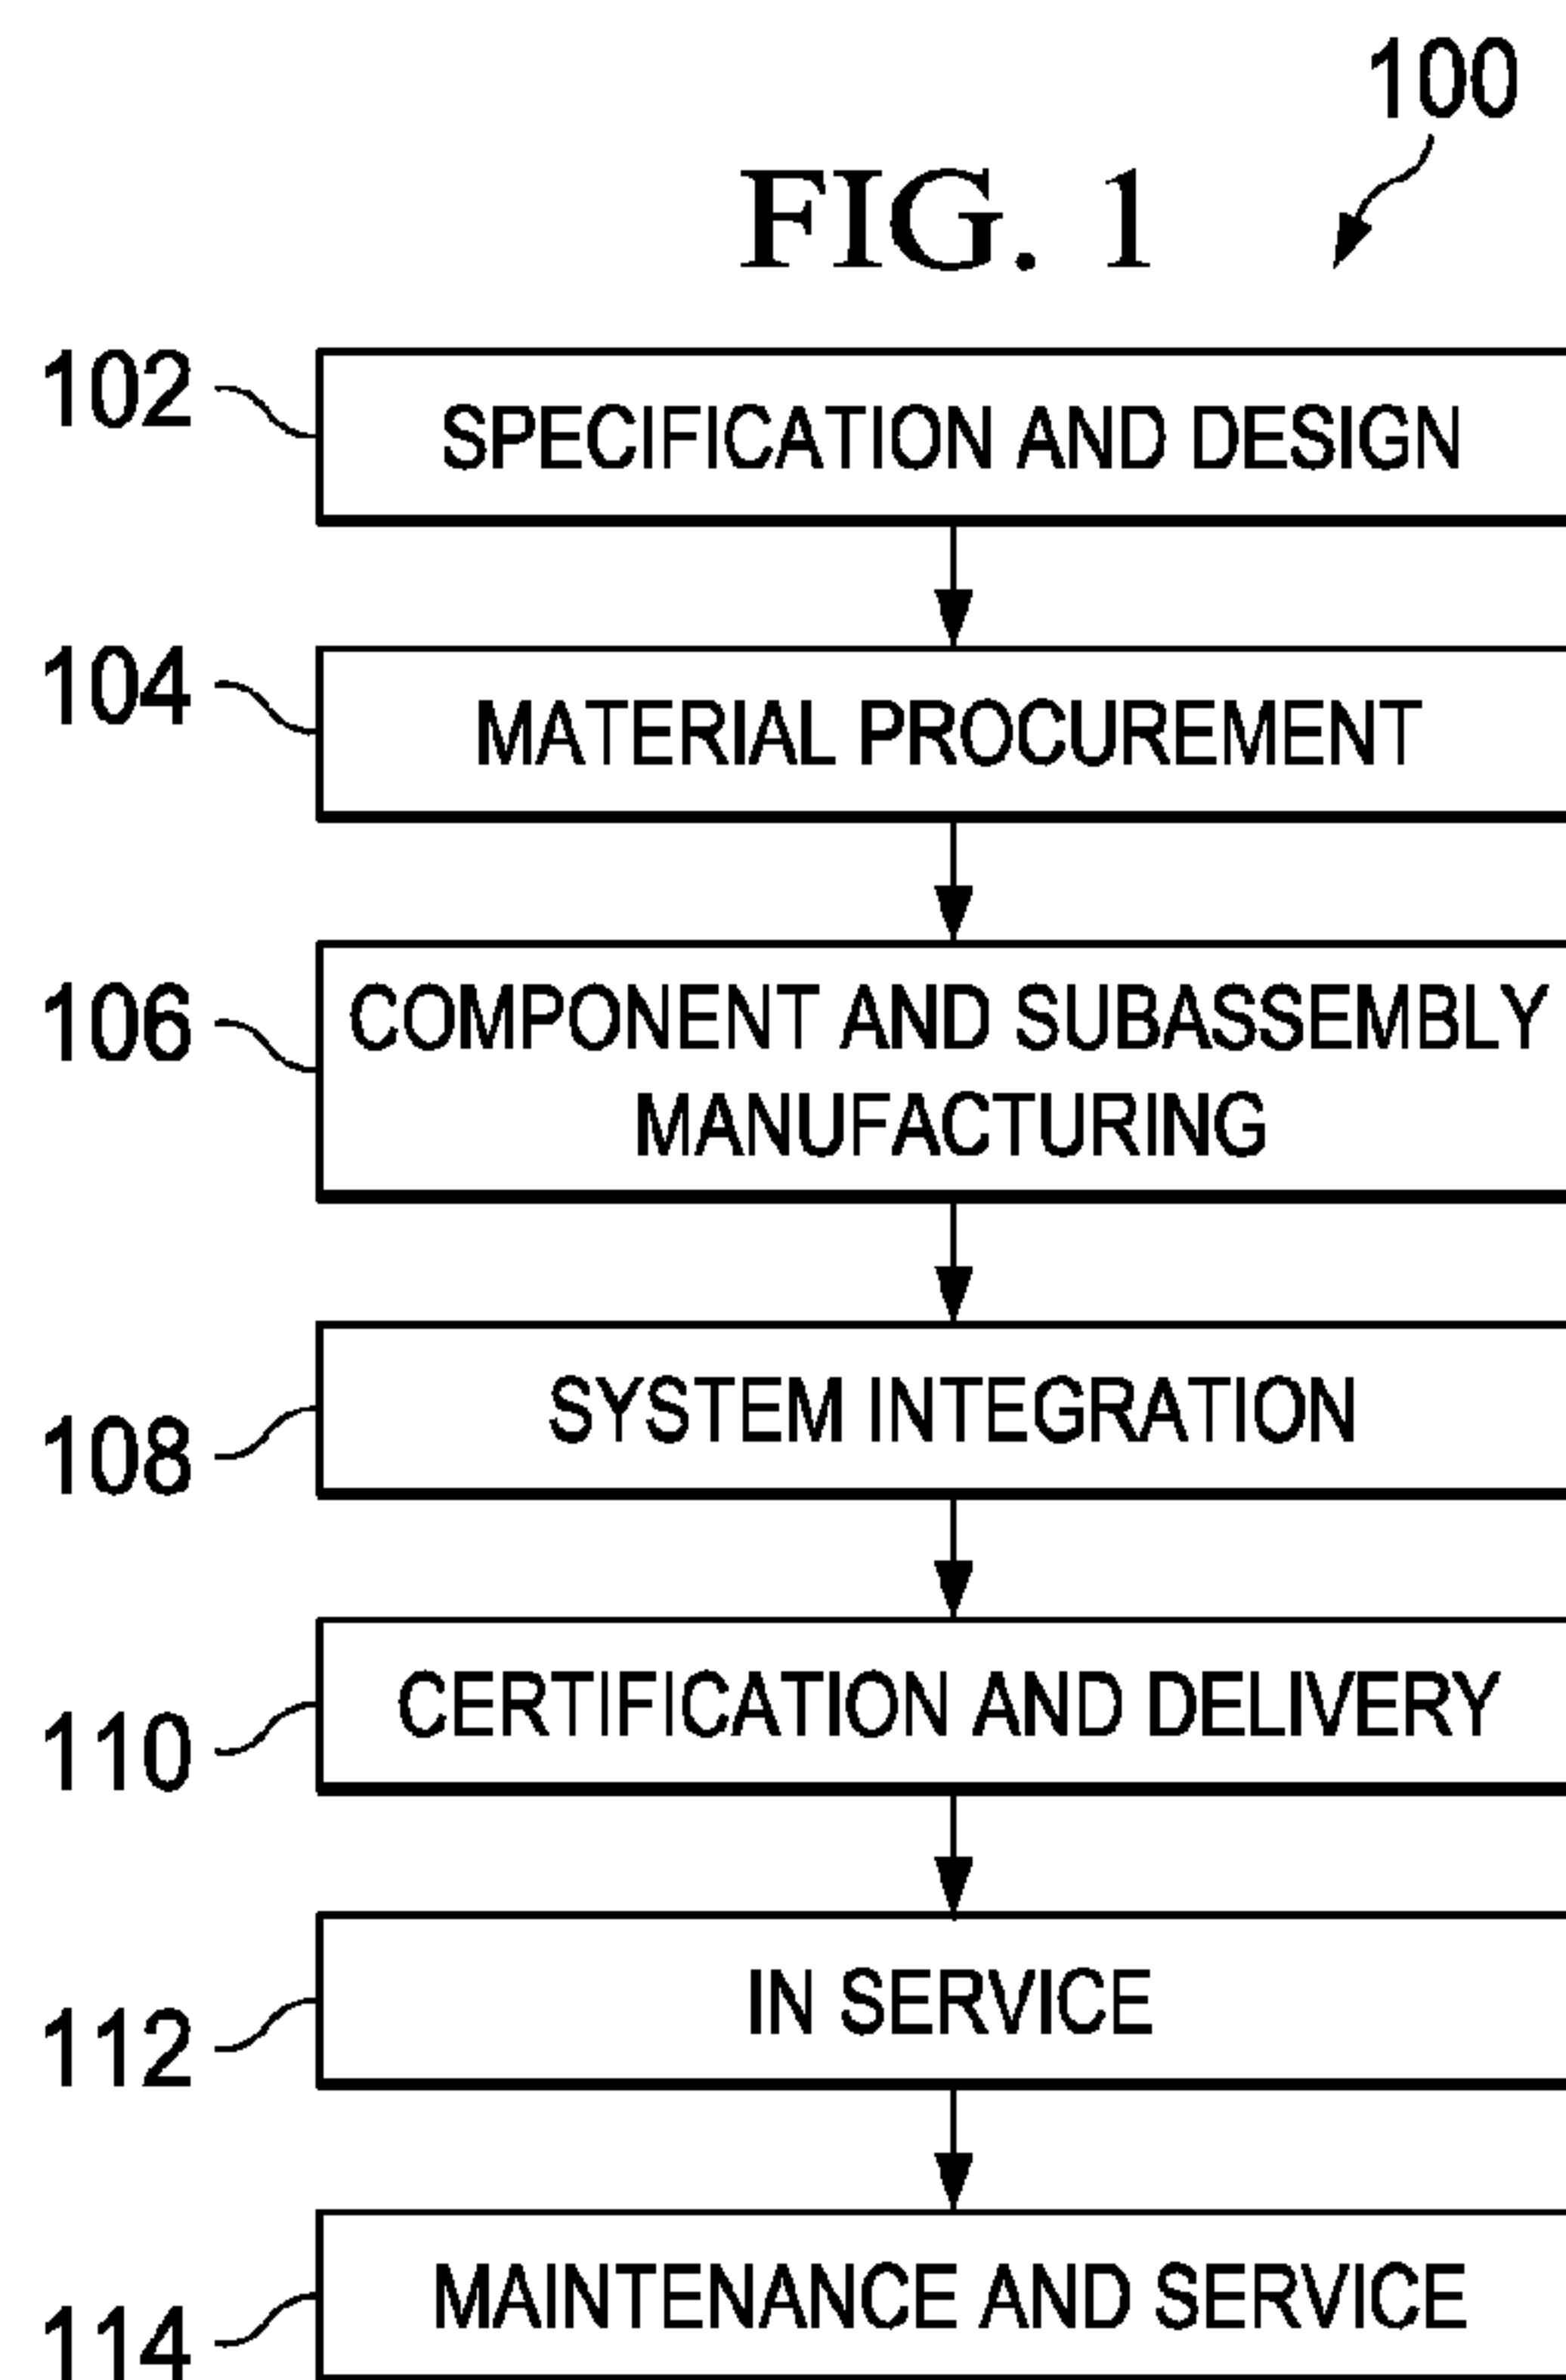 100
FIG. 1
102
SPECIFICATION AND DESIGN
104
MATERIAL PROCUREMENT
106
COMPONENT AND SUBASSEMBLY
MANUFACTURING
108
SYSTEM INTEGRATION
110
CERTIFICATION AND DELIVERY
112
IN SERVICE
114
MAINTENANCE AND SERVICE